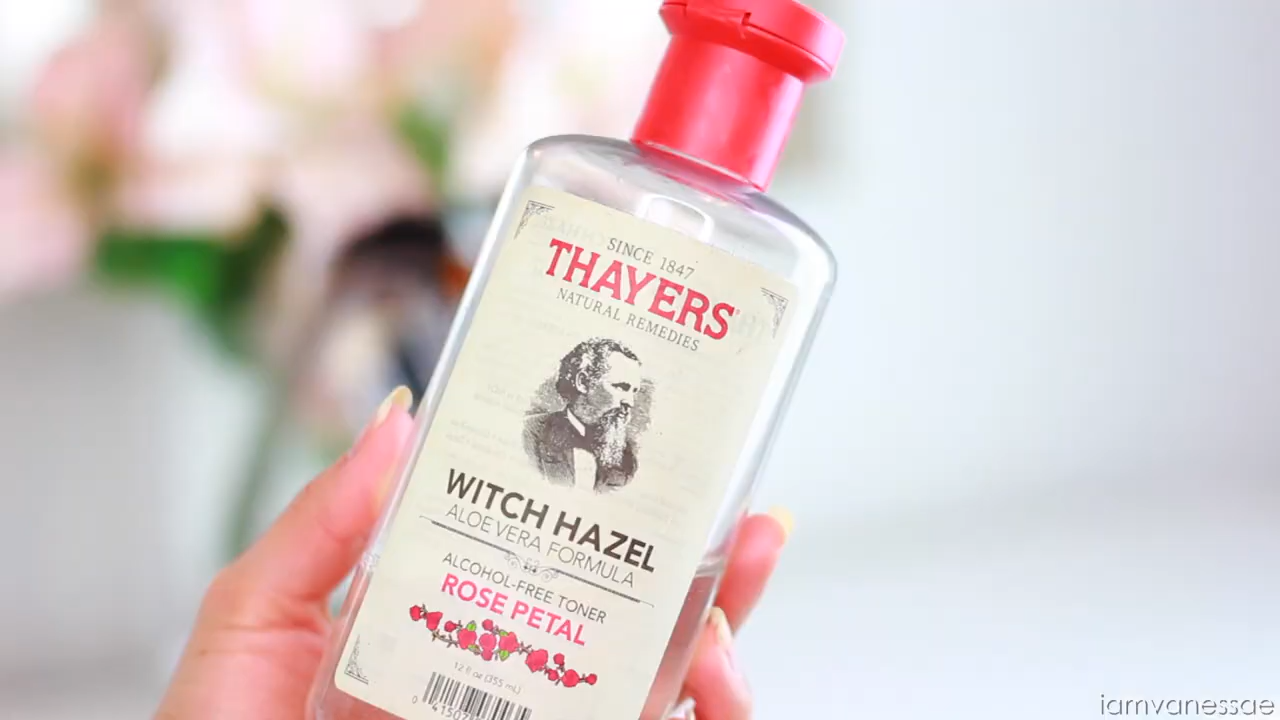 SINCE 1847
THAYERS
NATURAL REMEDIES
WITCH HAZEL
ALOE VERA FORMULA
ALCOHOL-FREE TONER
ROSE PETAL
12 fl oz (355 mL)
iamvanessae